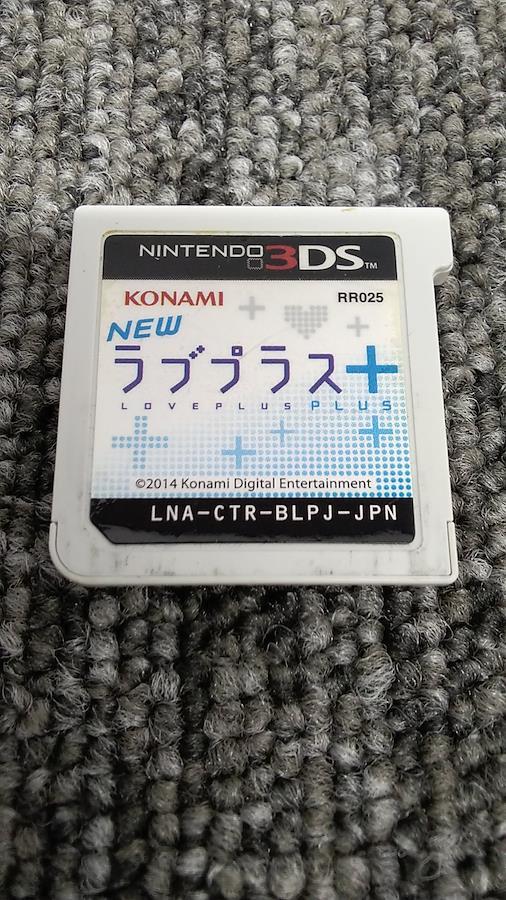 NINTENDO 3DS™
KONAMI RR025
NEW
ラブプラス+
LOVEPLUS PLUS
©2014 Konami Digital Entertainment
LNA-CTR-BLPJ-JPN